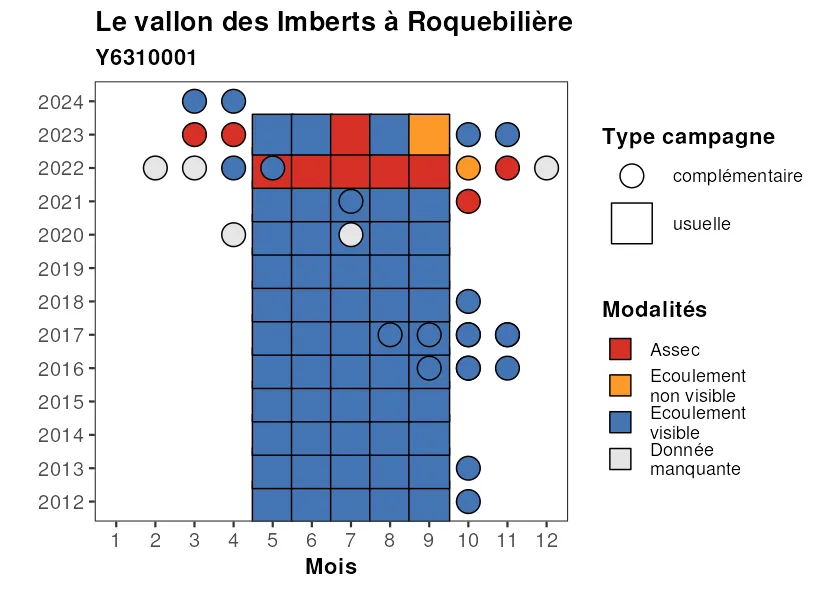 Le vallon des Imberts à Roquebilière
Y6310001
2024
2023
2022
2021
2020
2019
2018
2017
2016
2015
2014
2013
2012
1 2 3 4 5 6 7 8 9 10 11 12
Mois
Type campagne
complémentaire
usuelle
Modalités
Assec
Ecoulement
non visible
Ecoulement
visible
Donnée
manquante